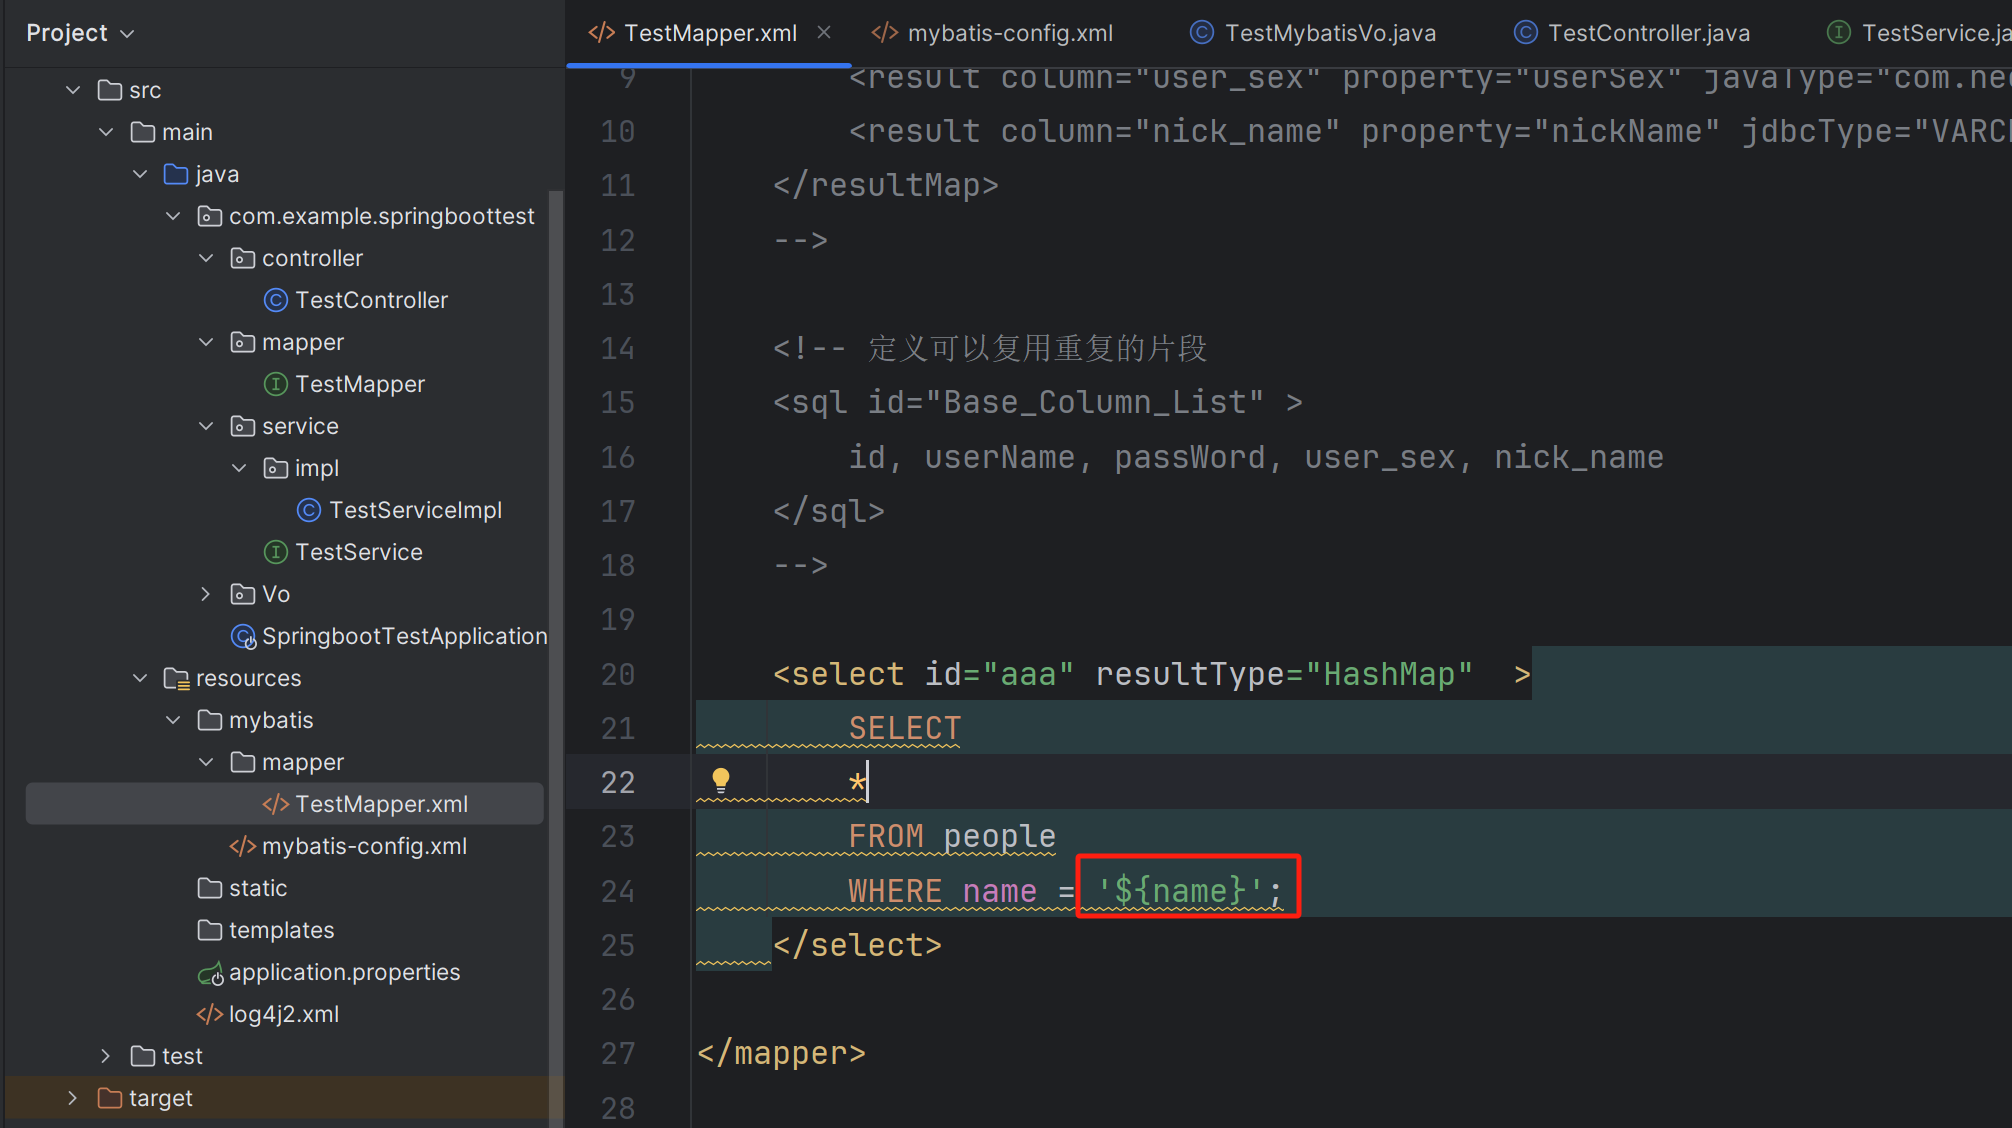 Project
src
main
java
com.example.springboottest
controller
TestController
mapper
TestMapper
service
impl
TestServiceImpl
TestService
Vo
SpringbootTestApplication
resources
mybatis
mapper
TestMapper.xml
mybatis-config.xml
static
templates
application.properties
log4j2.xml
test
target
TestMapper.xml mybatis-config.xml TestMybatisVo.java TestController.java TestService.ja
9 <result column="user_sex" property="userSex" javaType="com.neo
10 <result column="nick_name" property="nickName" jdbcType="VARCH
11 </resultMap>
12 -->
13
14 <!-- 定义可以复用重复的片段
15 <sql id="Base_Column_List" >
16 id, userName, passWord, user_sex, nick_name
17 </sql>
18 -->
19
20 <select id="aaa" resultType="HashMap" >
21 SELECT
22 *
23 FROM people
24 WHERE name = '${name}';
25 </select>
26
27 </mapper>
28